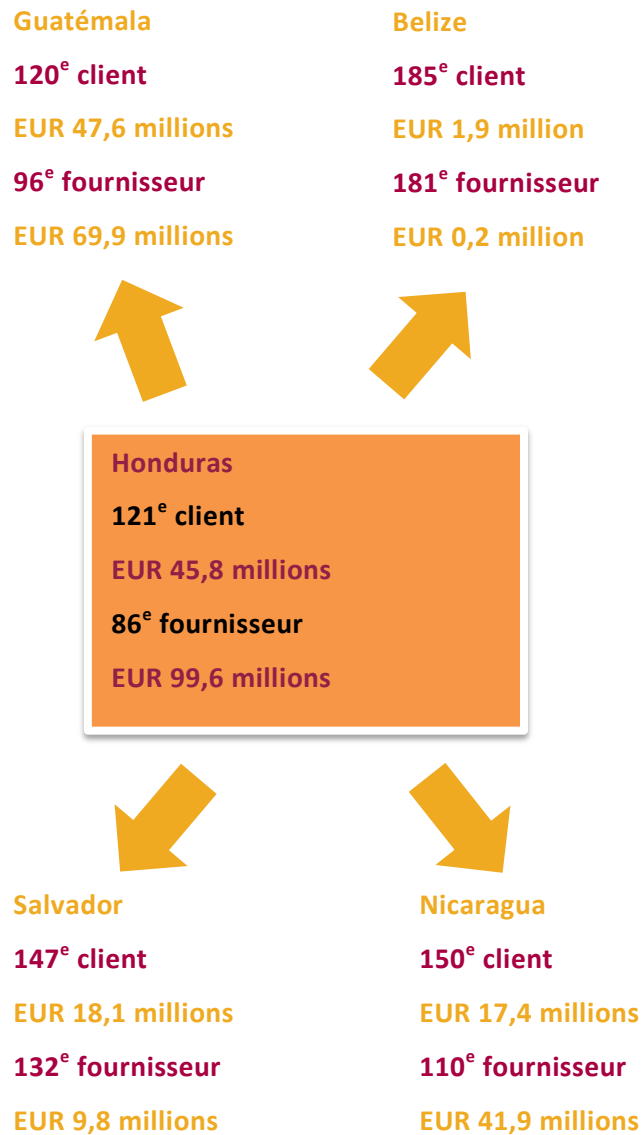 Guatémala
120e client
EUR 47,6 millions
96e fournisseur
EUR 69,9 millions
Belize
185e client
EUR 1,9 million
181e fournisseur
EUR 0,2 million
Honduras
121e client
EUR 45,8 millions
86e fournisseur
EUR 99,6 millions
Salvador
147e client
EUR 18,1 millions
132e fournisseur
EUR 9,8 millions
Nicaragua
150e client
EUR 17,4 millions
110e fournisseur
EUR 41,9 millions